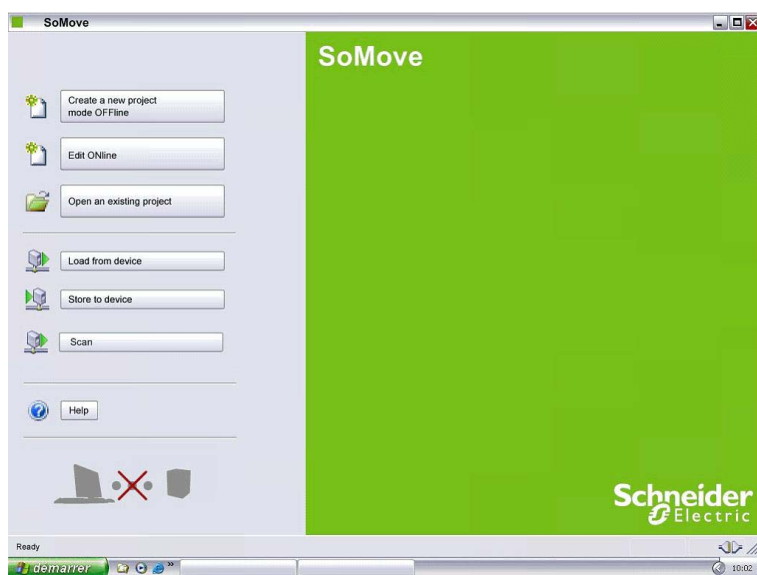 SoMove
SoMove
Create a new project
mode OFFline
Edit ONline
Open an existing project
Load from device
Store to device
Scan
Help
Schneider
Electric
Ready
démarrer
10:02